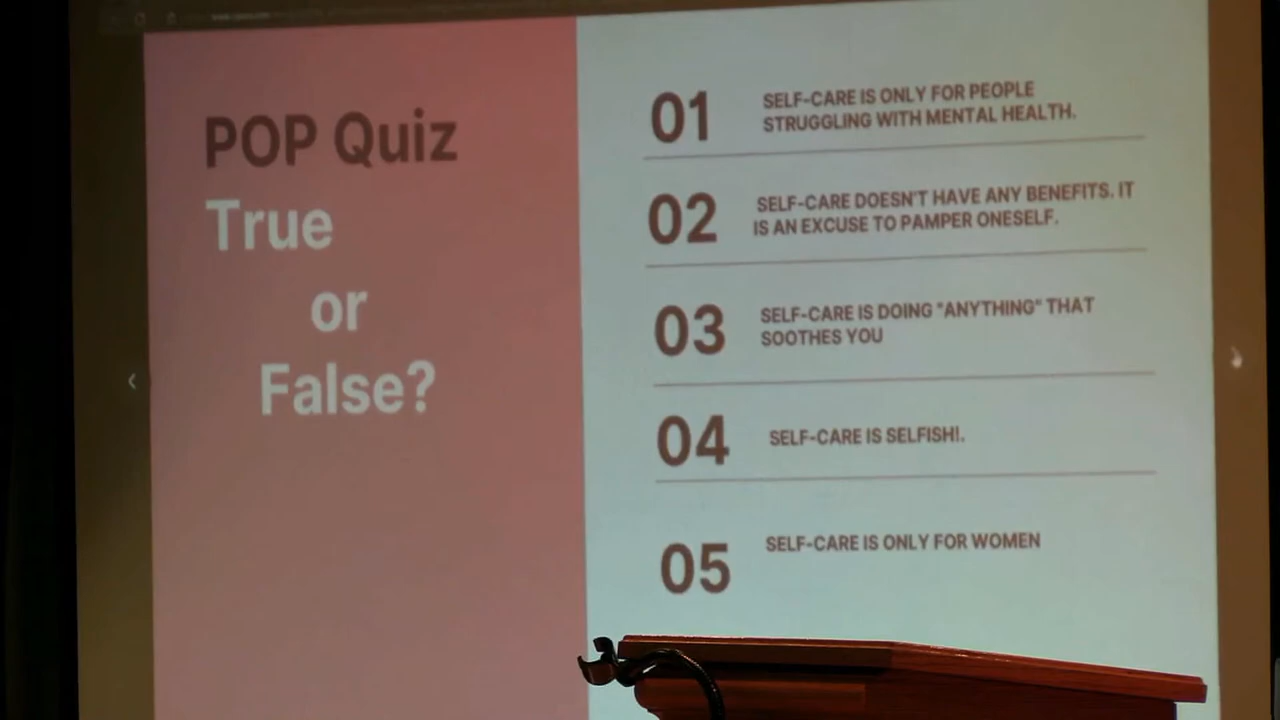 POP Quiz
True
or
False?
01
SELF-CARE IS ONLY FOR PEOPLE
STRUGGLING WITH MENTAL HEALTH.
02
SELF-CARE DOESN'T HAVE ANY BENEFITS. IT
IS AN EXCUSE TO PAMPER ONESELF.
03
SELF-CARE IS DOING "ANYTHING" THAT
SOOTHES YOU
04
SELF-CARE IS SELFISH!.
05
SELF-CARE IS ONLY FOR WOMEN